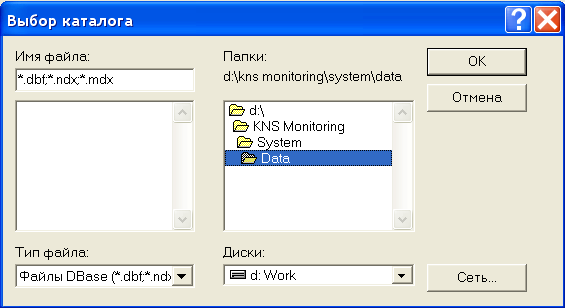 Выбор каталога
Имя файла:
*.dbf;*.ndx;*.mdx
Папки:
d:\kns monitoring\system\data
d:\
KNS Monitoring
System
Data
OK
Отмена
Тип файла:
Файлы DBase (*.dbf;*.ndx
Диски:
d: Work
Сеть...